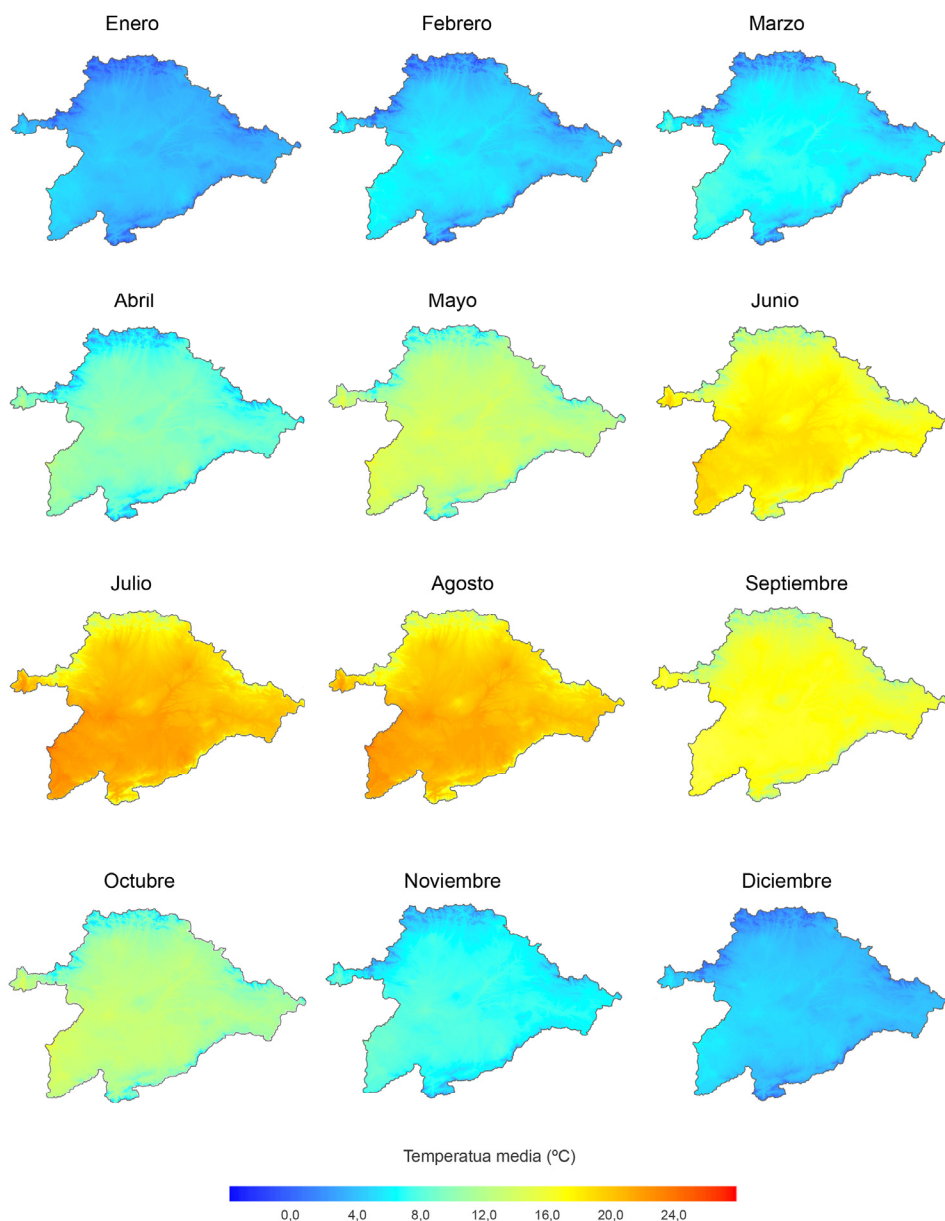 Enero Febrero Marzo
Abril Mayo Junio
Julio Agosto Septiembre
Octubre Noviembre Diciembre
Temperatua media (ºC)
0,0 4,0 8,0 12,0 16,0 20,0 24,0